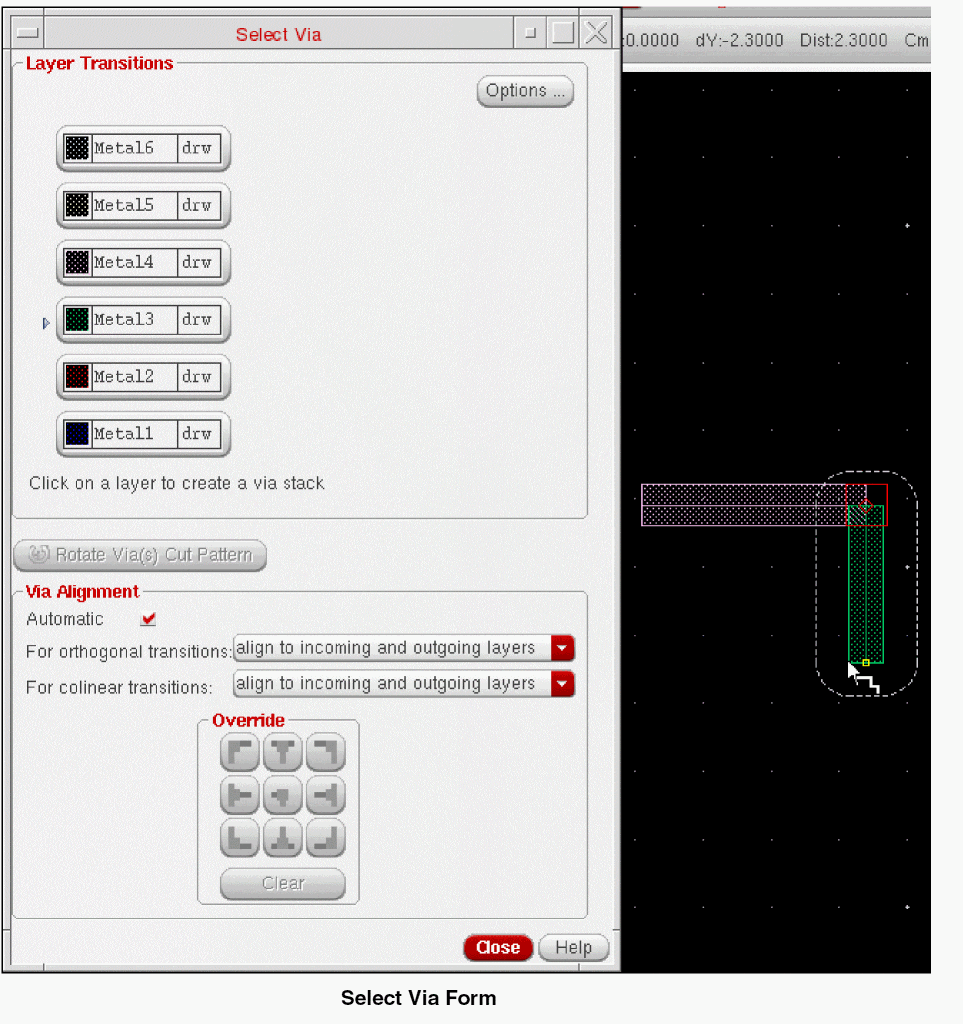 Select Via
:0.0000 dY:-2.3000 Dist:2.3000 Cm
Layer Transitions
Options ...
Metal6 drw
Metal5 drw
Metal4 drw
Metal3 drw
Metal2 drw
Metal1 drw
Click on a layer to create a via stack
Rotate Via(s) Cut Pattern
Via Alignment
Automatic
For orthogonal transitions: align to incoming and outgoing layers
For colinear transitions: align to incoming and outgoing layers
Override
Clear
Close Help
Select Via Form